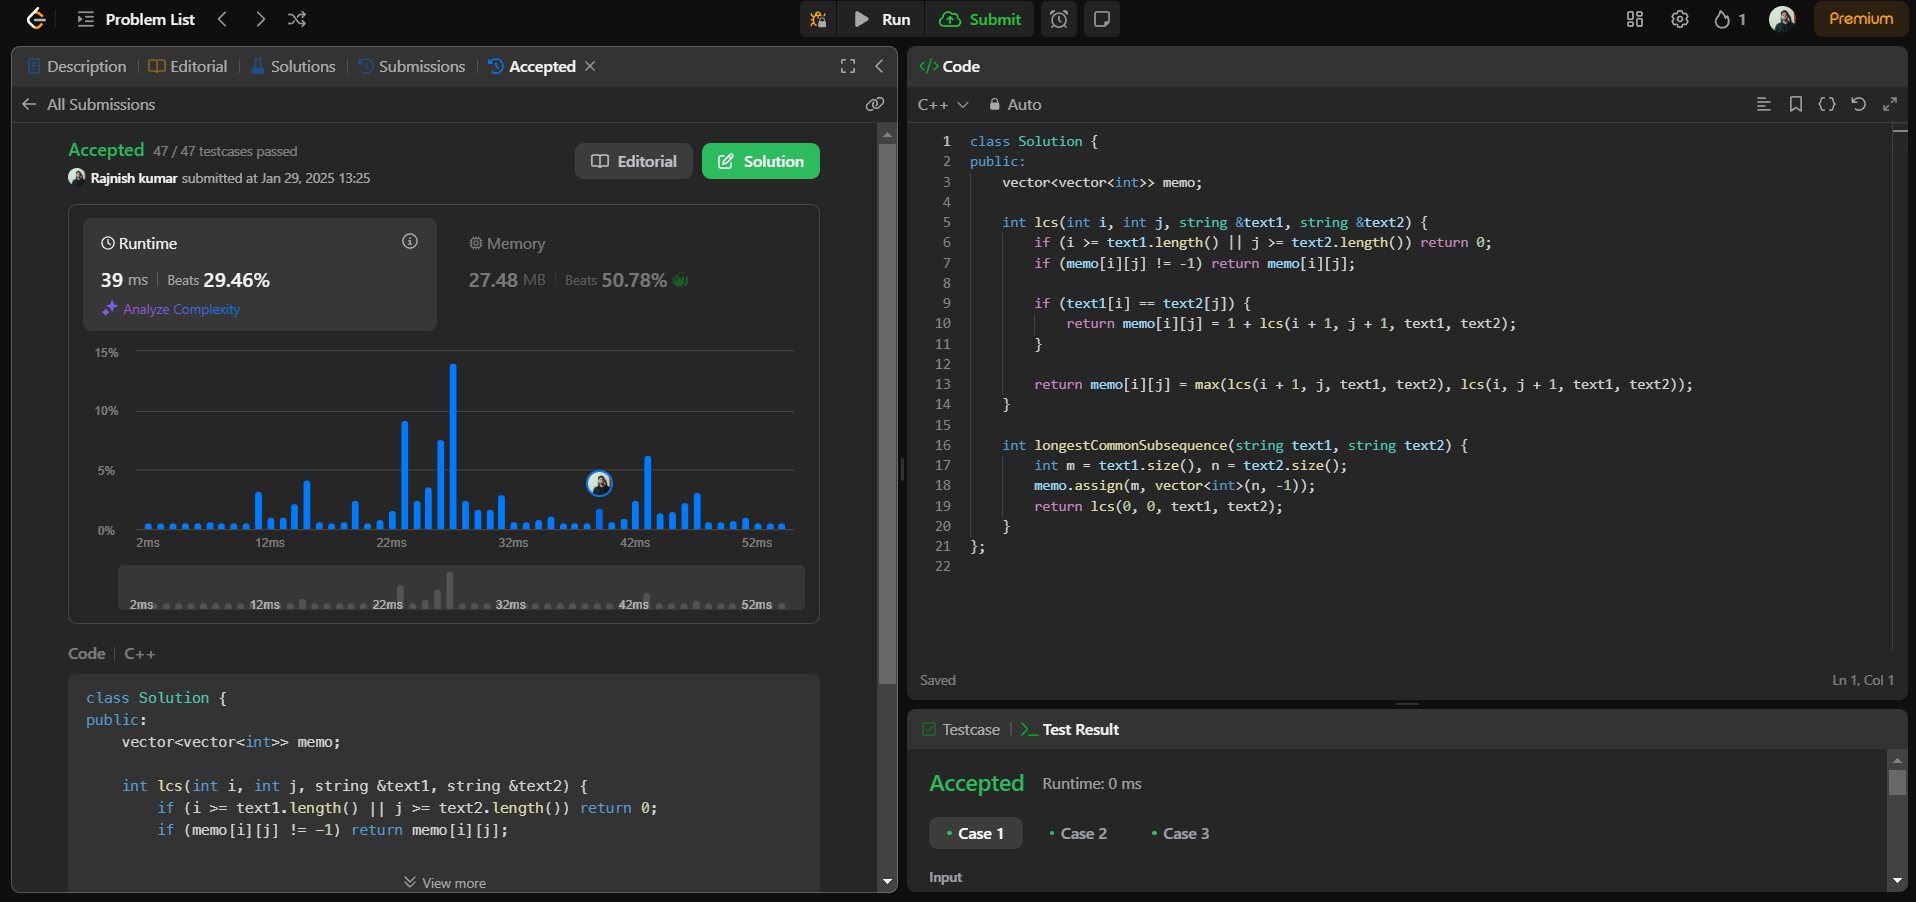 Problem List
Run
Submit
1
Premium
Description
Editorial
Solutions
Submissions
Accepted
All Submissions
Accepted 47 / 47 testcases passed
Rajnish kumar submitted at Jan 29, 2025 13:25
Editorial
Solution
Runtime
39 ms Beats 29.46%
Analyze Complexity
Memory
27.48 MB Beats 50.78%
15%
10%
5%
0%
2ms 12ms 22ms 32ms 42ms 52ms
2ms 12ms 22ms 32ms 42ms 52ms
Code C++
class Solution {
public:
    vector<vector<int>> memo;
    int lcs(int i, int j, string &text1, string &text2) {
        if (i >= text1.length() || j >= text2.length()) return 0;
        if (memo[i][j] != -1) return memo[i][j];
View more
</> Code
C++
Auto
1 class Solution {
2 public:
3     vector<vector<int>> memo;
4
5     int lcs(int i, int j, string &text1, string &text2) {
6         if (i >= text1.length() || j >= text2.length()) return 0;
7         if (memo[i][j] != -1) return memo[i][j];
8
9         if (text1[i] == text2[j]) {
10             return memo[i][j] = 1 + lcs(i + 1, j + 1, text1, text2);
11         }
12
13         return memo[i][j] = max(lcs(i + 1, j, text1, text2), lcs(i, j + 1, text1, text2));
14     }
15
16     int longestCommonSubsequence(string text1, string text2) {
17         int m = text1.size(), n = text2.size();
18         memo.assign(m, vector<int>(n, -1));
19         return lcs(0, 0, text1, text2);
20     }
21 };
22
Saved
Ln 1, Col 1
Testcase
Test Result
Accepted Runtime: 0 ms
Case 1
Case 2
Case 3
Input